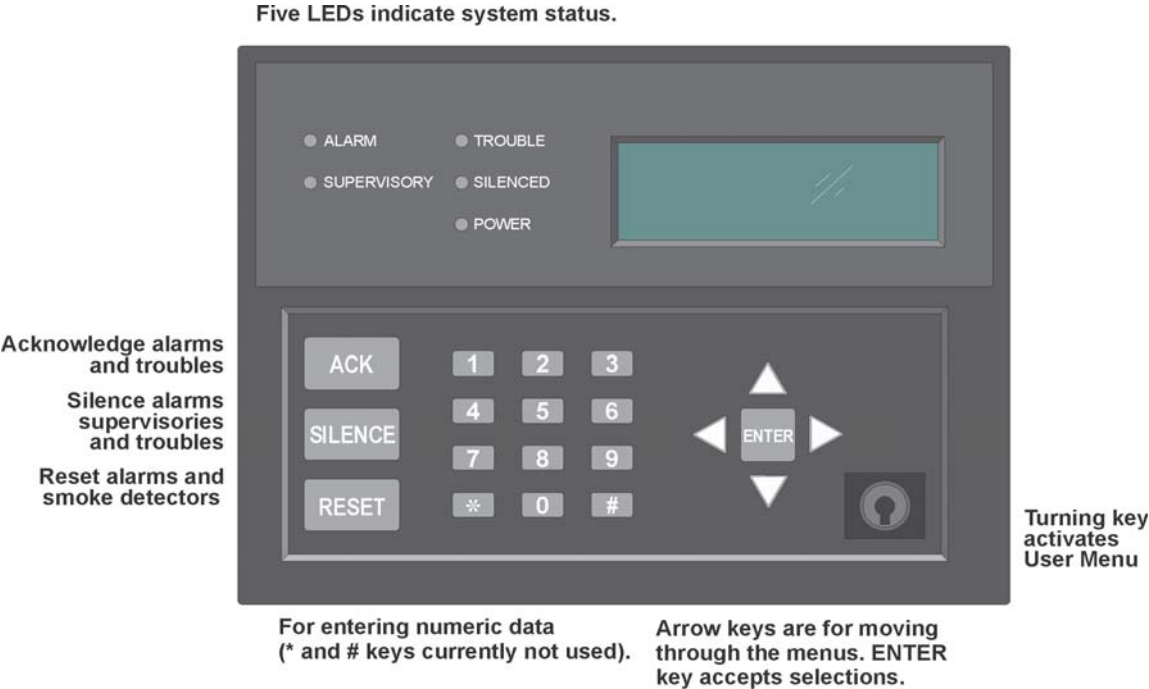 Five LEDs indicate system status.
ALARM
TROUBLE
SUPERVISORY
SILENCED
POWER
Acknowledge alarms
and troubles
Silence alarms
supervisories
and troubles
Reset alarms and
smoke detectors
ACK
SILENCE
RESET
1 2 3
4 5 6
7 8 9
* 0 #
ENTER
Turning key
activates
User Menu
For entering numeric data
(* and # keys currently not used).
Arrow keys are for moving
through the menus. ENTER
key accepts selections.